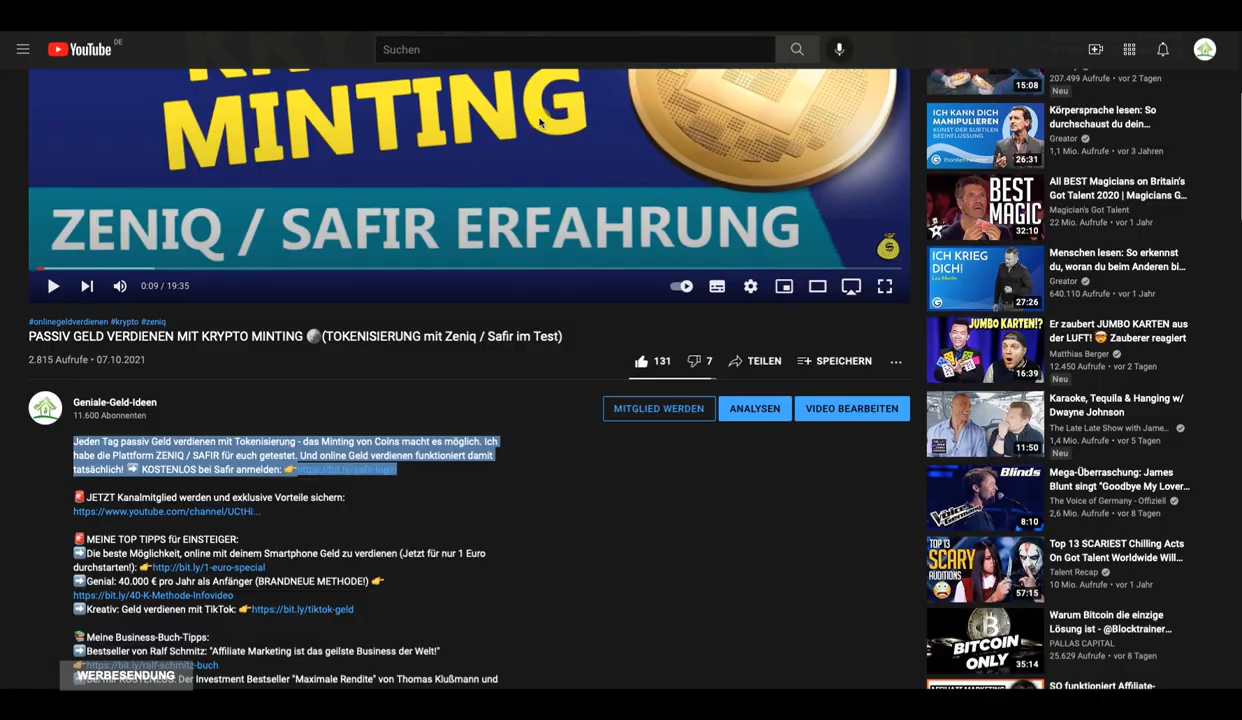 YouTube DE
Suchen
MINTING
ZENIQ / SAFIR ERFAHRUNG
0:09 / 19:35
#onlinegeldverdienen #krypto #zeniq
PASSIV GELD VERDIENEN MIT KRYPTO MINTING (TOKENISIERUNG mit Zeniq / Safir im Test)
2.815 Aufrufe • 07.10.2021
131
7
TEILEN
SPEICHERN
Geniale-Geld-Ideen
11.600 Abonnenten
MITGLIED WERDEN
ANALYSEN
VIDEO BEARBEITEN
Jeden Tag passiv Geld verdienen mit Tokenisierung - das Minting von Coins macht es möglich. Ich
habe die Plattform ZENIQ / SAFIR für euch getestet. Und online Geld verdienen funktioniert damit
tatsächlich! ➡️ KOSTENLOS bei Safir anmelden: 👉https://bit.ly/safir-login
🚨JETZT Kanalmitglied werden und exklusive Vorteile sichern:
https://www.youtube.com/channel/UCtHi...
🚨MEINE TOP TIPPS für EINSTEIGER:
➡️Die beste Möglichkeit, online mit deinem Smartphone Geld zu verdienen (Jetzt für nur 1 Euro
durchstarten!): 👉http://bit.ly/1-euro-special
➡️Genial: 40.000 € pro Jahr als Anfänger (BRANDNEUE METHODE!) 👉
https://bit.ly/40-K-Methode-Infovideo
➡️Kreativ: Geld verdienen mit TikTok: 👉https://bit.ly/tiktok-geld
📚Meine Business-Buch-Tipps:
➡️Bestseller von Ralf Schmitz: "Affiliate Marketing ist das geilste Business der Welt!"
👉https://bit.ly/ralf-schmitz-buch
Der Investment Bestseller "Maximale Rendite" von Thomas Klußmann und
WERBESENDUNG
207.499 Aufrufe • vor 2 Tagen
Neu
15:08
ICH KANN DICH
MANIPULIEREN
KUNST DER SUBTILEN
BEEINFLUSSUNG
Thorsten Havener
26:31
Körpersprache lesen: So
durchschaust du dein...
Greator
1,1 Mio. Aufrufe • vor 3 Jahren
BEST
MAGIC
32:10
All BEST Magicians on Britain's
Got Talent 2020 | Magicians G...
Magician's Got Talent
22 Mio. Aufrufe • vor 1 Jahr
ICH KRIEG
DICH!
27:26
Menschen lesen: So erkennst
du, woran du beim Anderen bi...
Greator
640.110 Aufrufe • vor 1 Jahr
JUMBO KARTEN!?
16:39
Er zaubert JUMBO KARTEN aus
der LUFT! 🤯 Zauberer reagiert
Matthias Berger
12.450 Aufrufe • vor 2 Tagen
Neu
11:50
Karaoke, Tequila & Hanging w/
Dwayne Johnson
The Late Late Show with Jame...
1,4 Mio. Aufrufe • vor 5 Tagen
Neu
Blinds
The Voice of Germany
8:10
Mega-Überraschung: James
Blunt singt "Goodbye My Lover...
The Voice of Germany - Offiziell
2,6 Mio. Aufrufe • vor 8 Tagen
TOP 13
SCARY
AUDITIONS
57:15
Top 13 SCARIEST Chilling Acts
On Got Talent Worldwide Will...
Talent Recap
10 Mio. Aufrufe • vor 1 Jahr
BITCOIN
ONLY
35:14
Warum Bitcoin die einzige
Lösung ist - @Blocktrainer...
PALLAS CAPITAL
25.629 Aufrufe • vor 8 Tagen
AFFILIATE-MARKETING
SO funktioniert Affiliate-